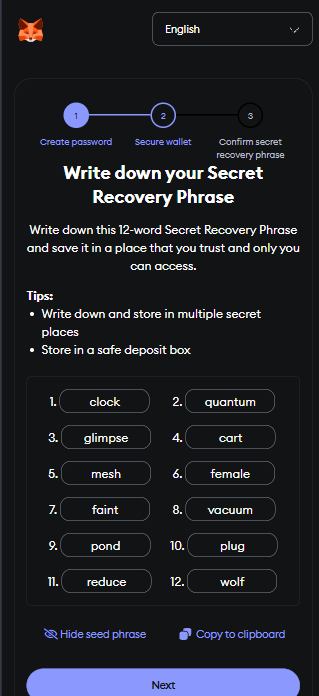 English
1 2 3
Create password Secure wallet Confirm secret
recovery phrase
Write down your Secret
Recovery Phrase
Write down this 12-word Secret Recovery Phrase
and save it in a place that you trust and only you
can access.
Tips:
• Write down and store in multiple secret
places
• Store in a safe deposit box
1. clock 2. quantum
3. glimpse 4. cart
5. mesh 6. female
7. faint 8. vacuum
9. pond 10. plug
11. reduce 12. wolf
Hide seed phrase Copy to clipboard
Next